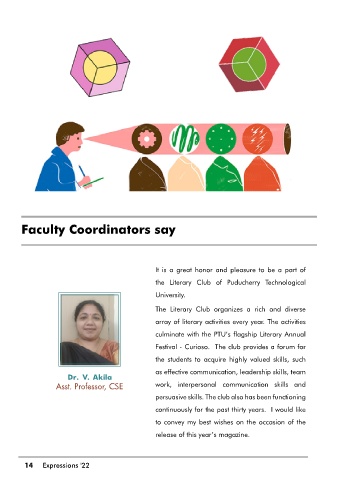 Faculty Coordinators say
It is a great honor and pleasure to be a part of
the Literary Club of Puducherry Technological
University.
The Literary Club organizes a rich and diverse
array of literary activities every year. The activities
culminate with the PTU's flagship Literary Annual
Festival - Curioso. The club provides a forum for
the students to acquire highly valued skills, such
as effective communication, leadership skills, team
work, interpersonal communication skills and
persuasive skills. The club also has been functioning
continuously for the past thirty years. I would like
to convey my best wishes on the occasion of the
release of this year's magazine.
Dr. V. Akila
Asst. Professor, CSE
14 Expressions '22